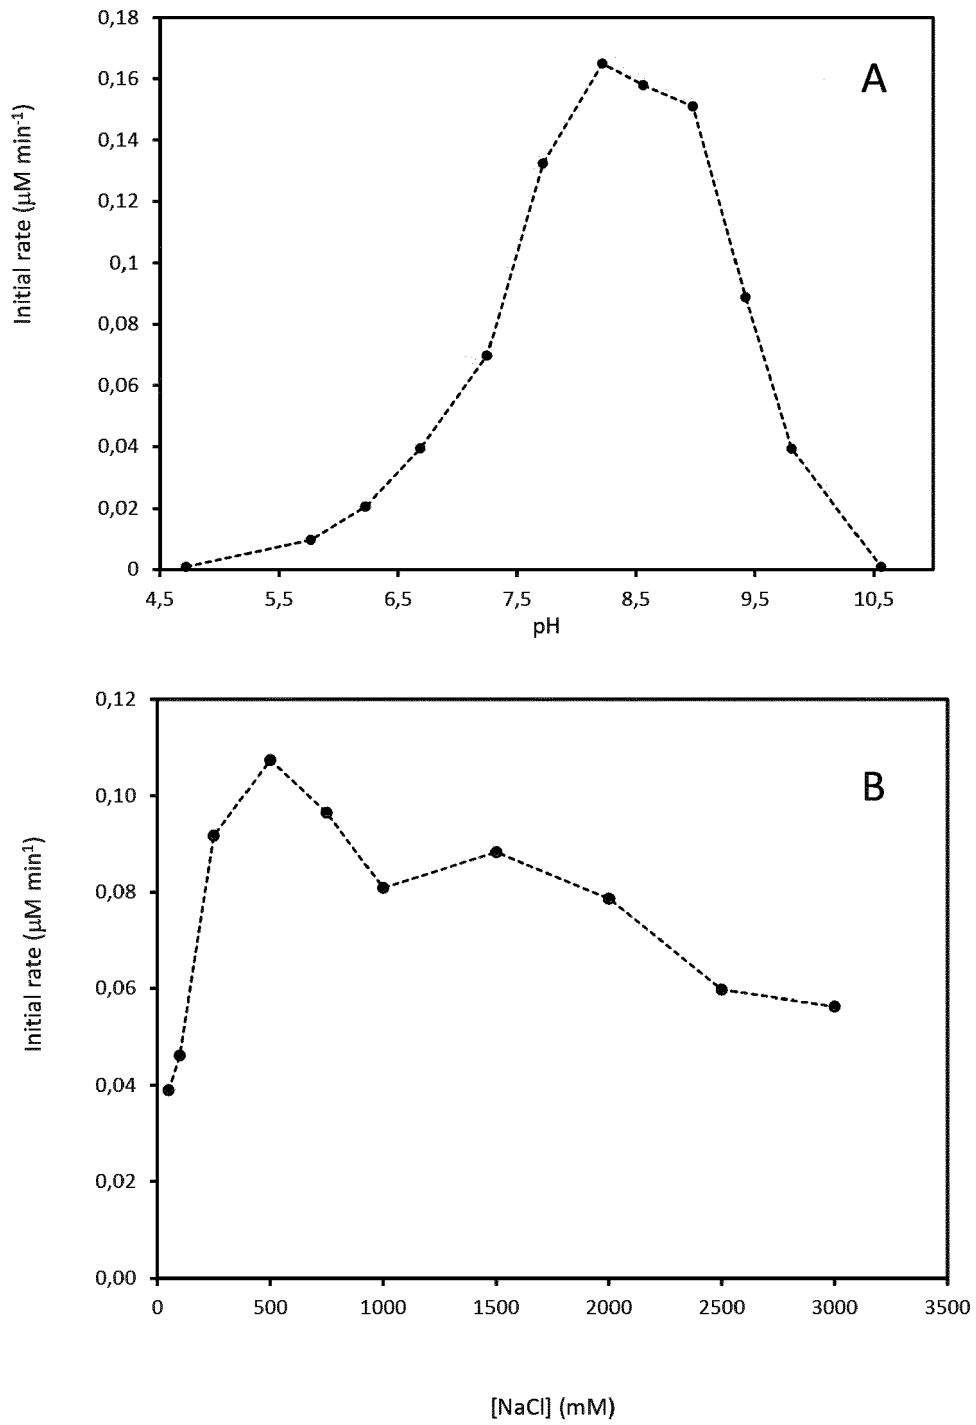 0,18
A
0,16
0,14
0,12
0,1
0,08
0,06
0,04
0,02
0
Initial rate (μM min-1)
4,5 5,5 6,5 7,5 8,5 9,5 10,5
pH
0,12
B
0,10
0,08
0,06
0,04
0,02
0,00
Initial rate (μM min1)
0 500 1000 1500 2000 2500 3000 3500
[NaCl] (mM)